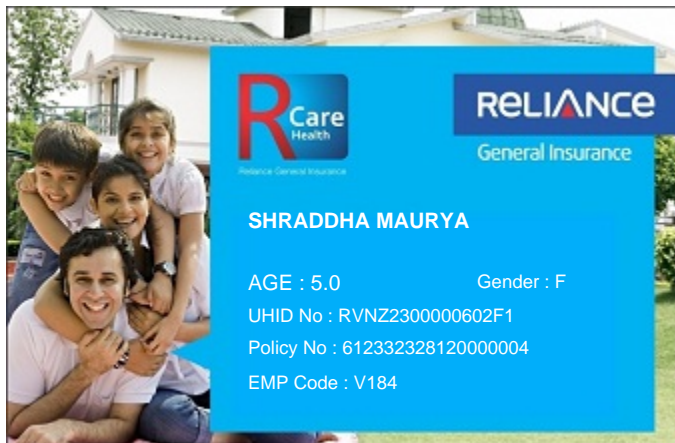 R Care
Health
Reliance General Insurance
RELIANCE
General Insurance
SHRADDHA MAURYA
AGE : 5.0 Gender : F
UHID No : RVNZ2300000602F1
Policy No : 612332328120000004
EMP Code : V184